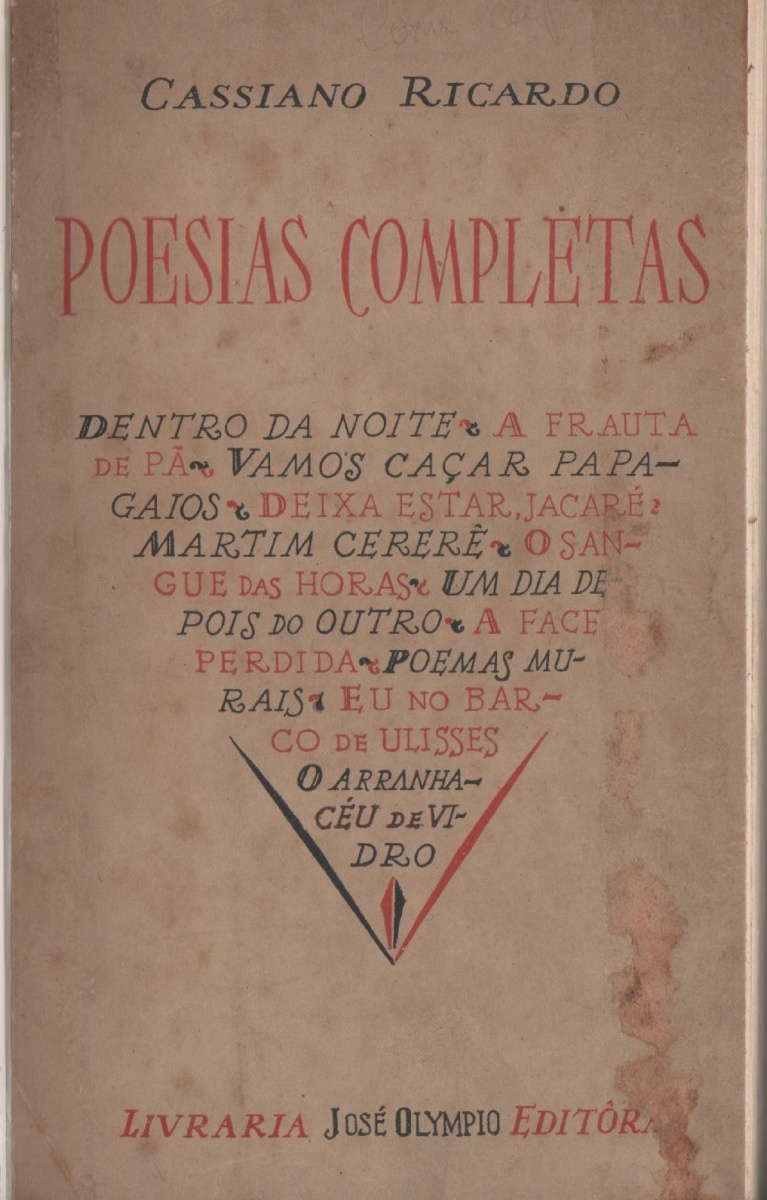 CASSIANO RICARDO
POESIAS COMPLETAS
DENTRO DA NOITE A FRAUTA
DE PÃ VAMOS CAÇAR PAPA-
GAIOS DEIXA ESTAR, JACARÉ
MARTIM CERERÊ O SAN-
GUE DAS HORAS UM DIA DE-
POIS DO OUTRO A FACE
PERDIDA POEMAS MU-
RAIS EU NO BAR-
CO DE ULISSES
O ARRANHA-
CÉU DE VI-
DRO
LIVRARIA JOSÉ OLYMPIO EDITÔRA